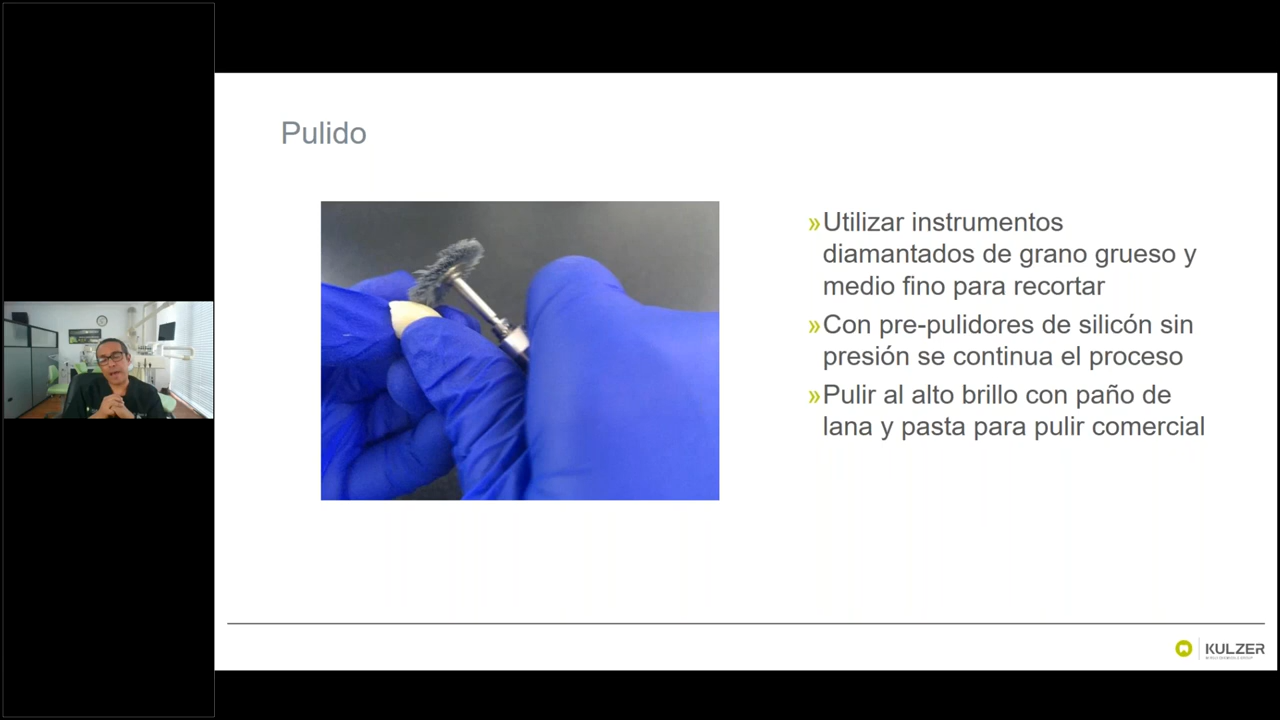 Pulido
»Utilizar instrumentos
diamantados de grano grueso y
medio fino para recortar
»Con pre-pulidores de silicón sin
presión se continua el proceso
»Pulir al alto brillo con paño de
lana y pasta para pulir comercial
KULZER